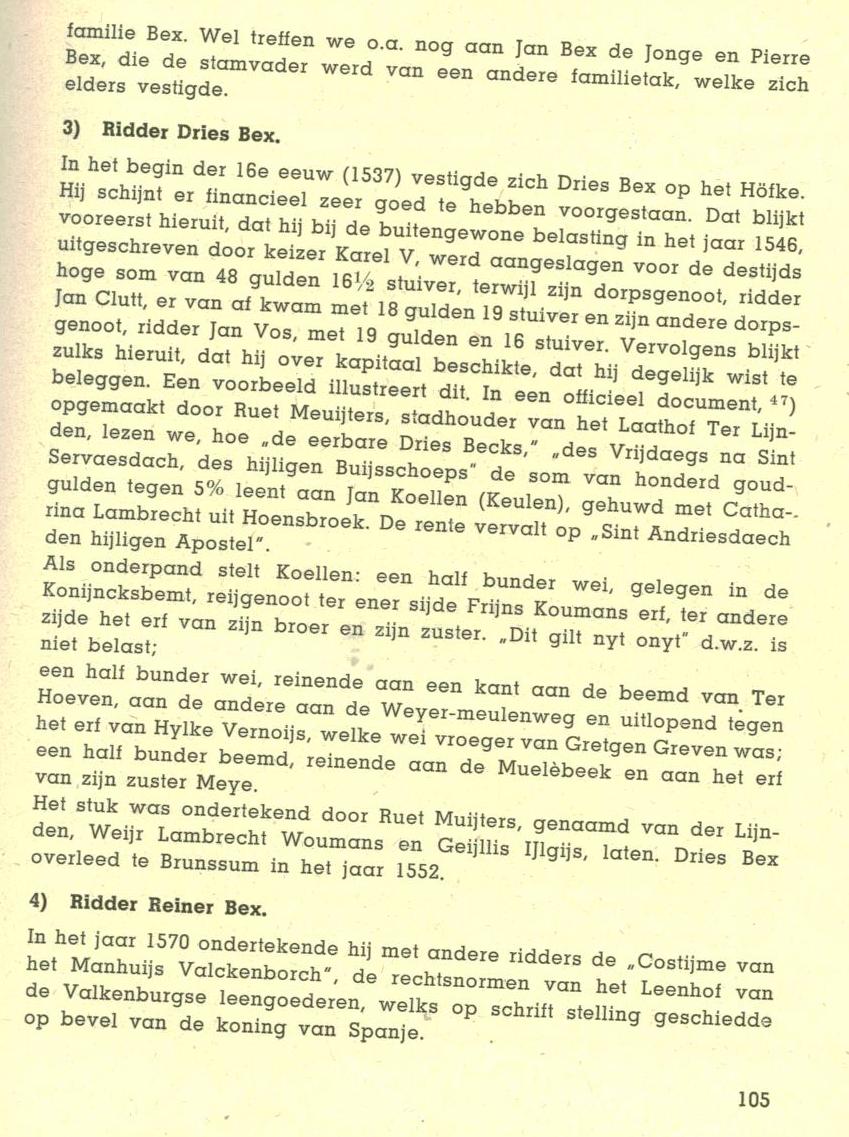 familie Bex. Wel treffen we o.a. nog aan Jan Bex de Jonge en Pierre
Bex, die de stamvader werd van een andere familietak, welke zich
elders vestigde.
3) Ridder Dries Bex.
In het begin der 16e eeuw (1537) vestigde zich Dries Bex op het Höfke.
Hij schijnt er financieel zeer goed te hebben voorgestaan. Dat blijkt
vooreerst hieruit, dat hij bij de buitengewone belasting in het jaar 1546,
uitgeschreven door keizer Karel V, werd aangeslagen voor de destijds
hoge som van 48 gulden 16½ stuiver, terwijl zijn dorpsgenoot, ridder
Jan Clutt, er van af kwam met 18 gulden 19 stuiver en zijn andere dorps-
genoot, ridder Jan Vos, met 19 gulden en 16 stuiver. Vervolgens blijkt
zulks hieruit, dat hij over kapitaal beschikte, dat hij degelijk wist te
beleggen. Een voorbeeld illustreert dit. In een officieel document, ⁴⁷)
opgemaakt door Ruet Meuijters, stadhouder van het Laathof Ter Lijn-
den, lezen we, hoe „de eerbare Dries Becks,” „des Vrijdaegs na Sint
Servaesdach, des hijligen Buijsschoeps” de som van honderd goud-
gulden tegen 5% leent aan Jan Koellen (Keulen), gehuwd met Catha-
rina Lambrecht uit Hoensbroek. De rente vervalt op „Sint Andriesdaech
den hijligen Apostel”.
Als onderpand stelt Koellen: een half bunder wei, gelegen in de
Konijncksbemt, reijgenoot ter ener sijde Frijns Koumans erf, ter andere
zijde het erf van zijn broer en zijn zuster. „Dit gilt nyt onyt” d.w.z. is
niet belast;
een half bunder wei, reinende aan een kant aan de beemd van Ter
Hoeven, aan de andere aan de Weyer-meulenweg en uitlopend tegen
het erf van Hylke Vernoijs, welke wei vroeger van Gretgen Greven was;
een half bunder beemd, reinende aan de Muelèbeek en aan het erf
van zijn zuster Meye.
Het stuk was ondertekend door Ruet Muijters, genaamd van der Lijn-
den, Weijr Lambrecht Woumans en Geijllis IJlgijs, laten. Dries Bex
overleed te Brunssum in het jaar 1552.
4) Ridder Reiner Bex.
In het jaar 1570 ondertekende hij met andere ridders de „Costijme van
het Manhuijs Valckenborch”, de rechtsnormen van het Leenhof van
de Valkenburgse leengoederen, welks op schrift stelling geschiedde
op bevel van de koning van Spanje.
105